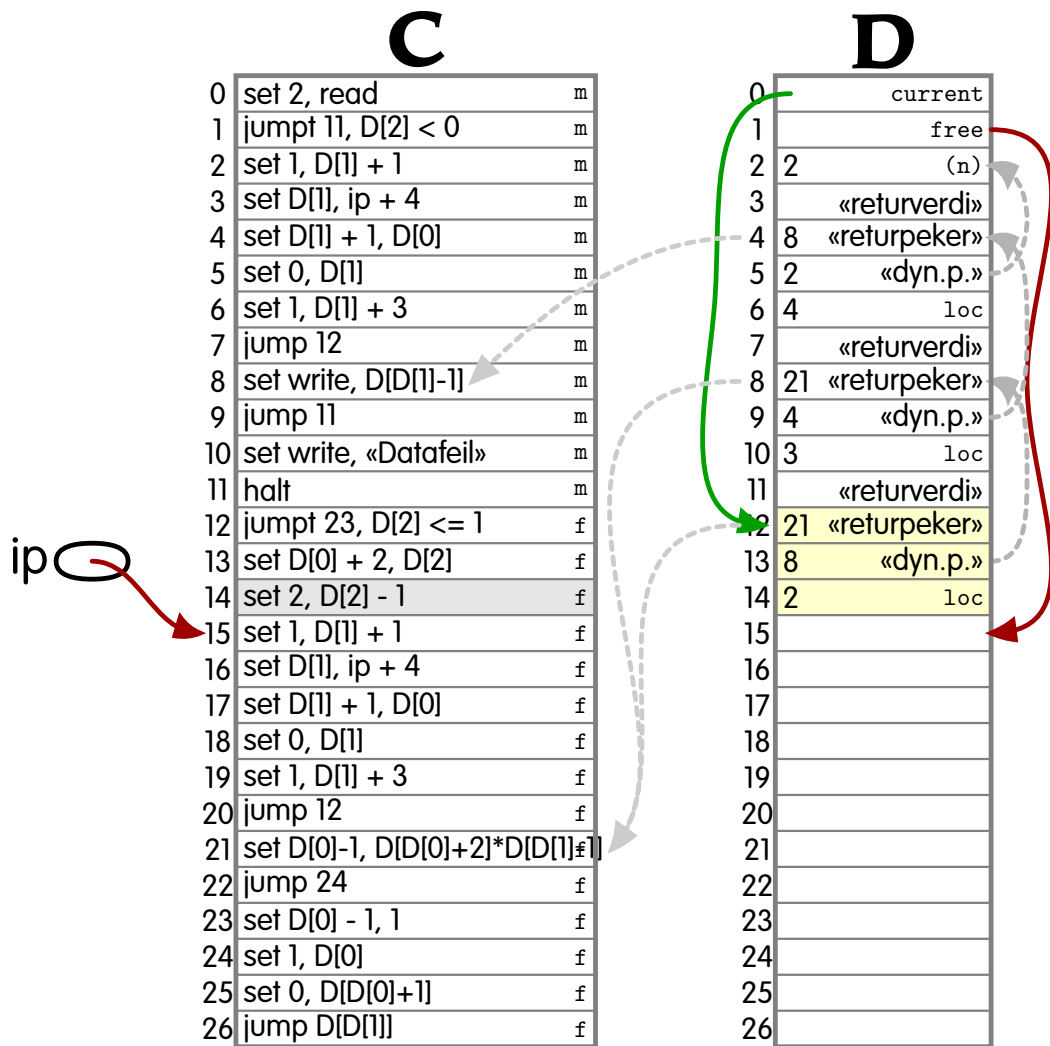 C
D
0 set 2, read m
1 jumpt 11, D[2] < 0 m
2 set 1, D[1] + 1 m
3 set D[1], ip + 4 m
4 set D[1] + 1, D[0] m
5 set 0, D[1] m
6 set 1, D[1] + 3 m
7 jump 12 m
8 set write, D[D[1]-1] m
9 jump 11 m
10 set write, «Datafeil» m
11 halt m
12 jumpt 23, D[2] <= 1 f
13 set D[0] + 2, D[2] f
14 set 2, D[2] - 1 f
15 set 1, D[1] + 1 f
16 set D[1], ip + 4 f
17 set D[1] + 1, D[0] f
18 set 0, D[1] f
19 set 1, D[1] + 3 f
20 jump 12 f
21 set D[0]-1, D[D[0]+2]*D[D[1]-1] f
22 jump 24 f
23 set D[0] - 1, 1 f
24 set 1, D[0] f
25 set 0, D[D[0]+1] f
26 jump D[D[1]] f
ip
0 current
1 free
2 2 (n)
3 «returverdi»
4 8 «returpeker»
5 2 «dyn.p.»
6 4 loc
7 «returverdi»
8 21 «returpeker»
9 4 «dyn.p.»
10 3 loc
11 «returverdi»
12 21 «returpeker»
13 8 «dyn.p.»
14 2 loc
15
16
17
18
19
20
21
22
23
24
25
26